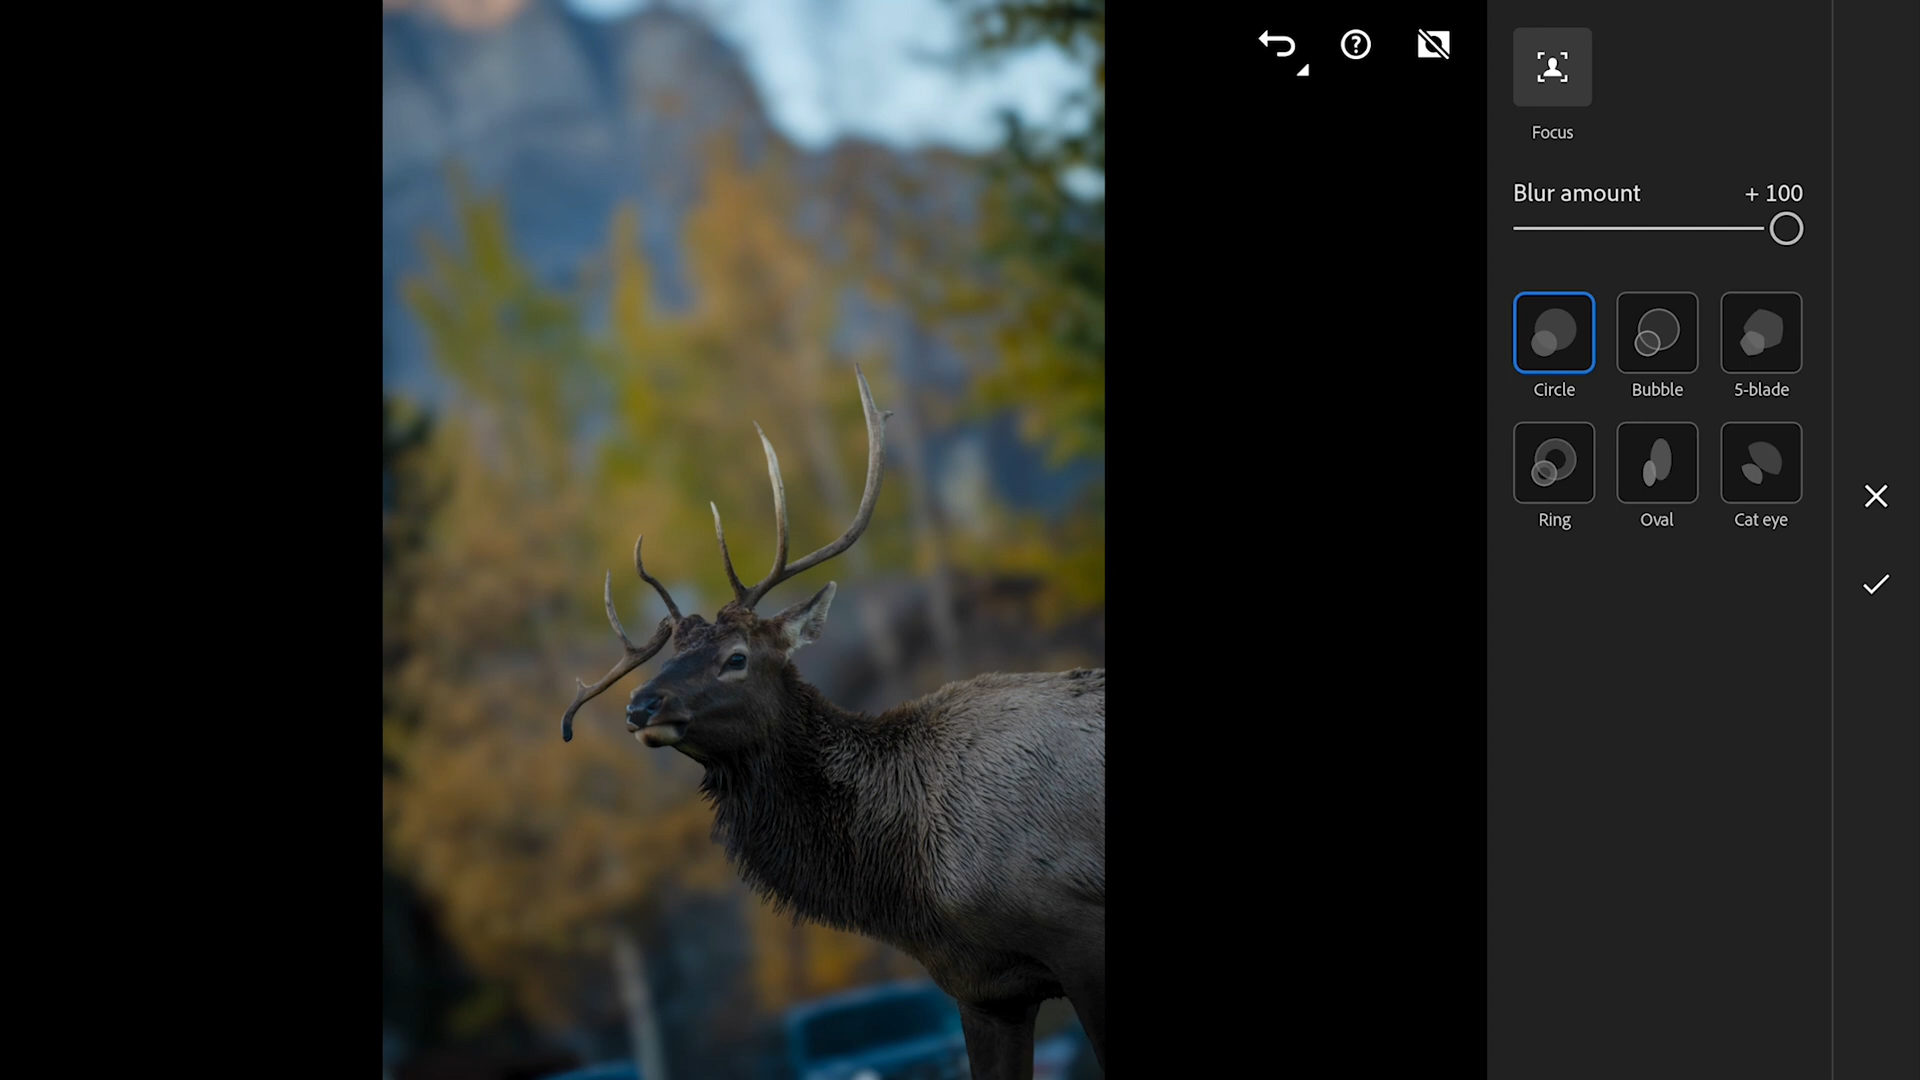 Focus
Blur amount + 100
Circle Bubble 5-blade
Ring Oval Cat eye